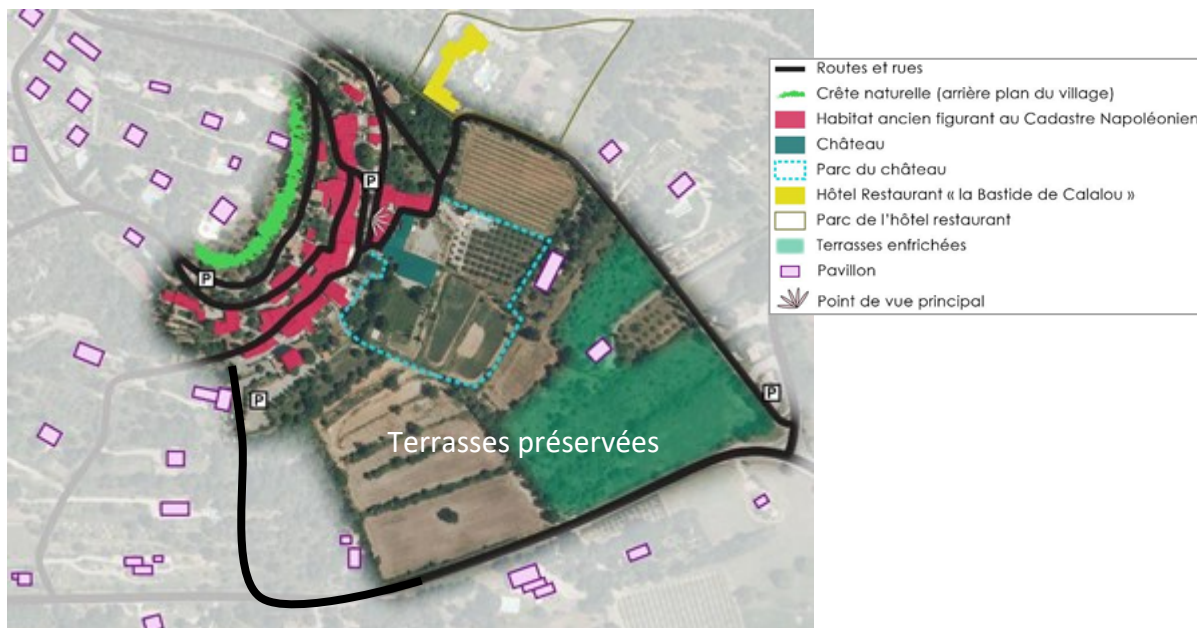 Routes et rues
Crête naturelle (arrière plan du village)
Habitat ancien figurant au Cadastre Napoléonien
Château
Parc du château
Hôtel Restaurant « la Bastide de Calalou »
Parc de l'hôtel restaurant
Terrasses enfrichées
Pavillon
Point de vue principal
P
P
P
P
Terrasses préservées